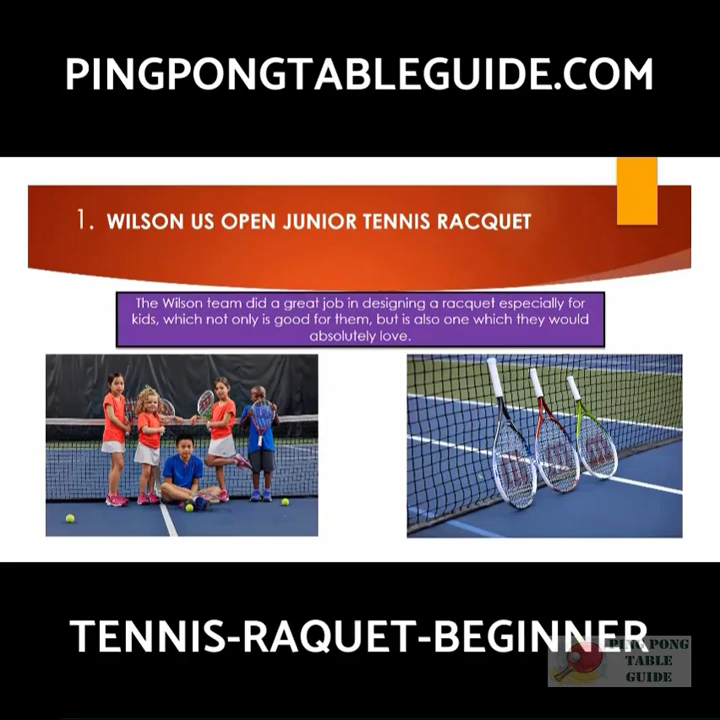 PINGPONGTABLEGUIDE.COM
1. WILSON US OPEN JUNIOR TENNIS RACQUET
The Wilson team did a great job in designing a racquet especially for
kids, which not only is good for them, but is also one which they would
absolutely love.
TENNIS-RAQUET-BEGINNER
PING PONG
TABLE
GUIDE